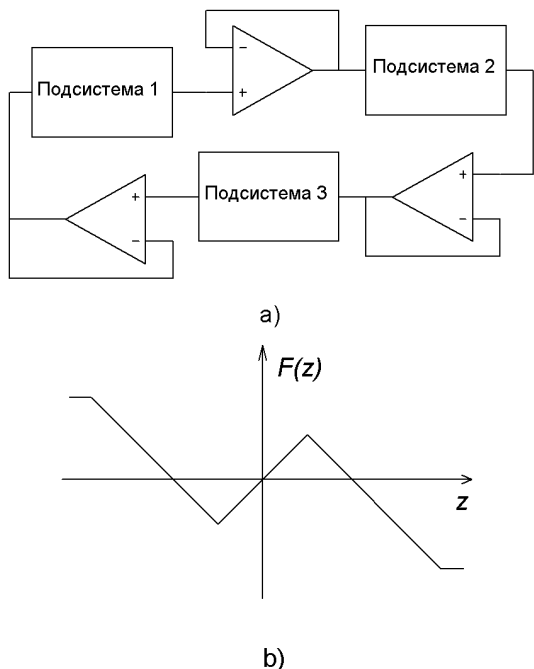 Подсистема 1
−
+
Подсистема 2
+
−
Подсистема 3
+
−
a)
F(z)
z
b)